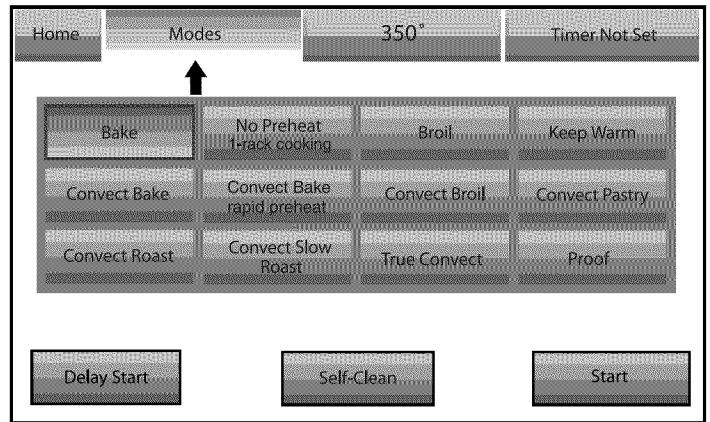 Home
Modes
350°
Timer Not Set
Bake
No Preheat
1-rack cooking
Broil
Keep Warm
Convect Bake
Convect Bake
rapid preheat
Convect Broil
Convect Pastry
Convect Roast
Convect Slow
Roast
True Convect
Proof
Delay Start
Self-Clean
Start